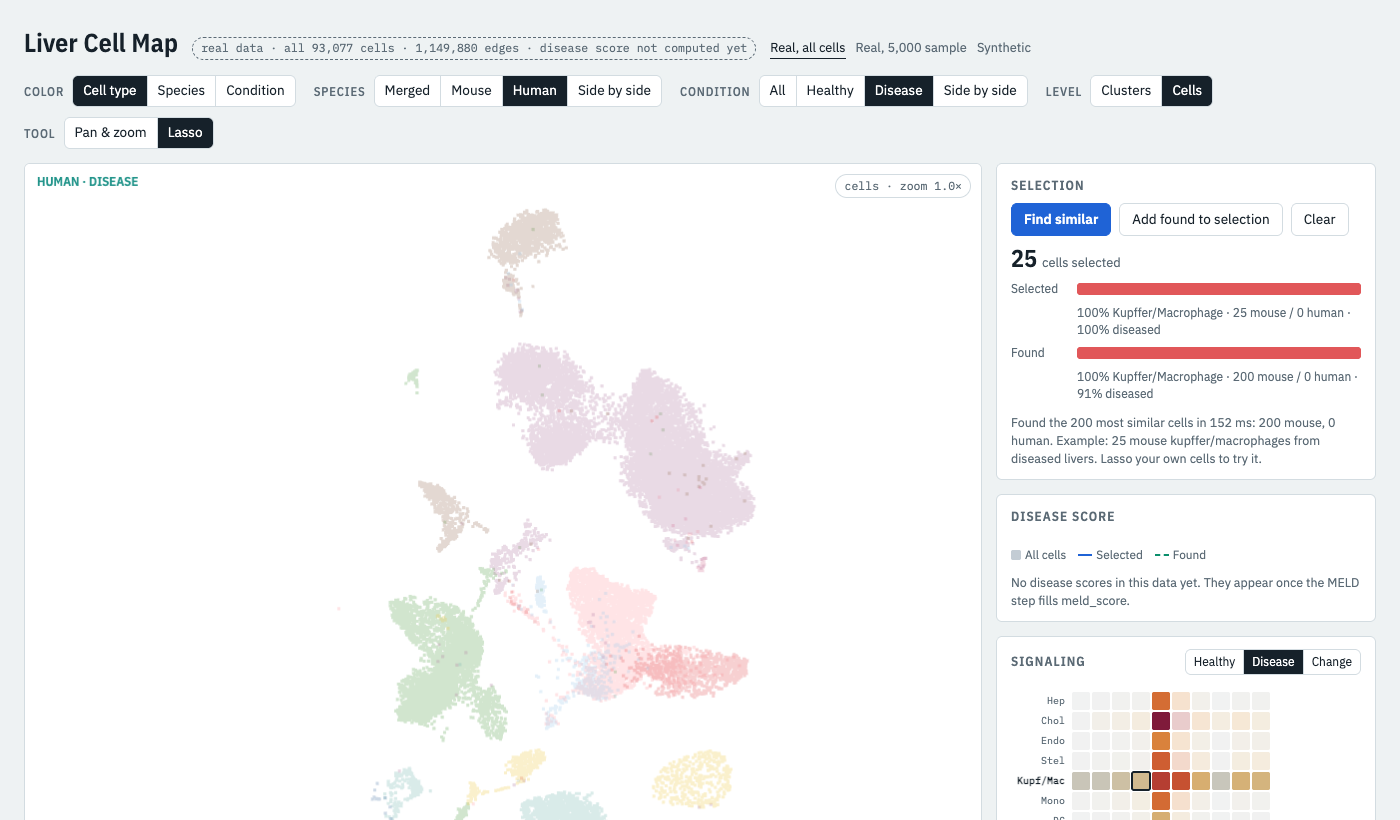 Liver Cell Map real data · all 93,077 cells · 1,149,880 edges · disease score not computed yet Real, all cells Real, 5,000 sample Synthetic
COLOR Cell type Species Condition SPECIES Merged Mouse Human Side by side CONDITION All Healthy Disease Side by side LEVEL Clusters Cells
TOOL Pan & zoom Lasso
HUMAN · DISEASE
cells · zoom 1.0×
SELECTION
Find similar Add found to selection Clear
25 cells selected
Selected
100% Kupffer/Macrophage · 25 mouse / 0 human ·
100% diseased
Found
100% Kupffer/Macrophage · 200 mouse / 0 human ·
91% diseased
Found the 200 most similar cells in 152 ms: 200 mouse, 0
human. Example: 25 mouse kupffer/macrophages from
diseased livers. Lasso your own cells to try it.
DISEASE SCORE
All cells Selected Found
No disease scores in this data yet. They appear once the MELD
step fills meld_score.
SIGNALING Healthy Disease Change
Hep
Chol
Endo
Stel
Kupf/Mac
Mono